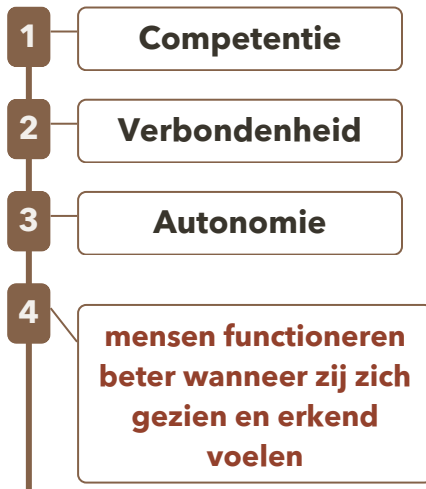 1
Competentie
2
Verbondenheid
3
Autonomie
4
mensen functioneren
beter wanneer zij zich
gezien en erkend
voelen